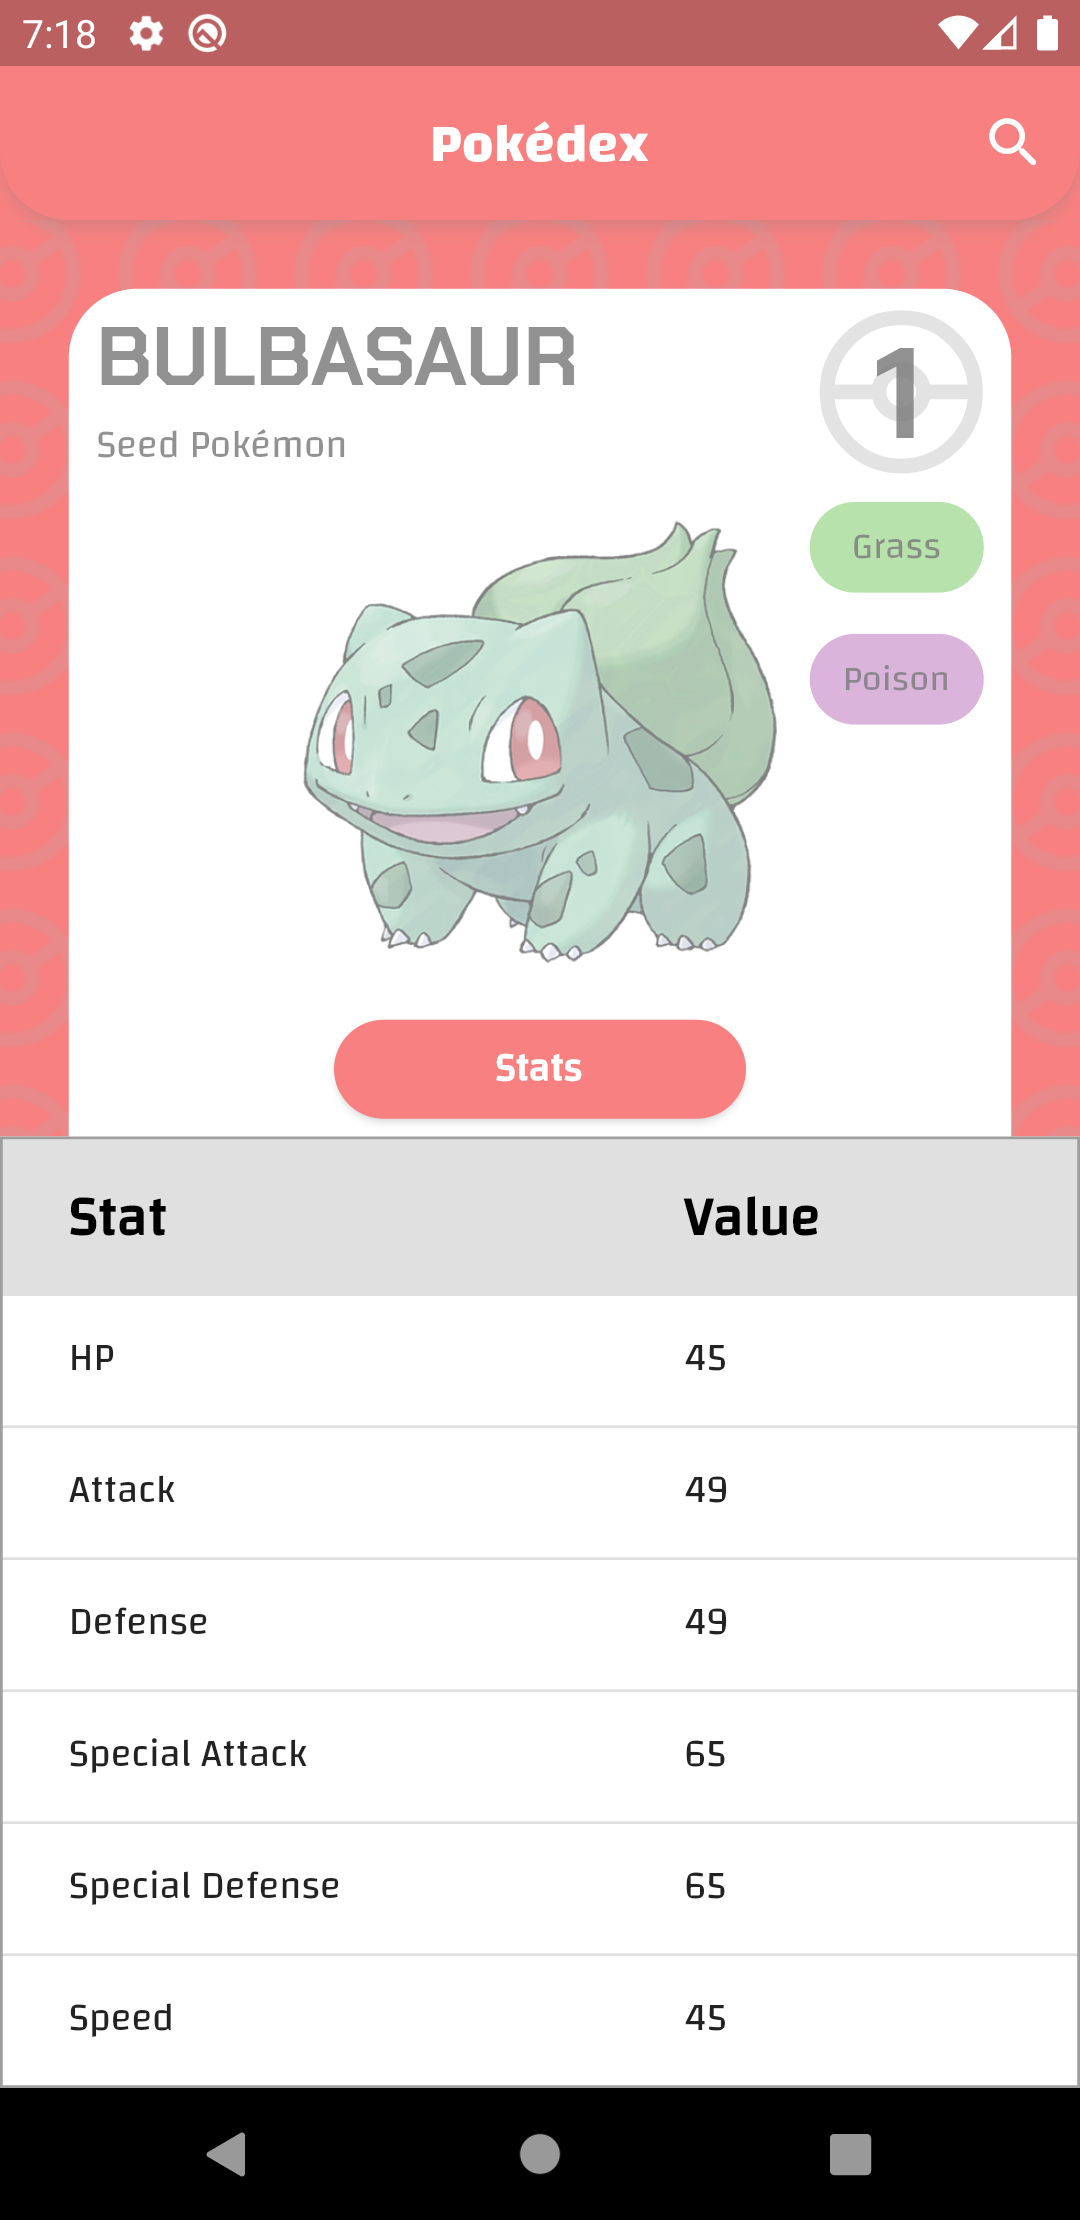 7:18
Pokédex
BULBASAUR
1
Seed Pokémon
Grass
Poison
Stats
Stat Value
HP 45
Attack 49
Defense 49
Special Attack 65
Special Defense 65
Speed 45